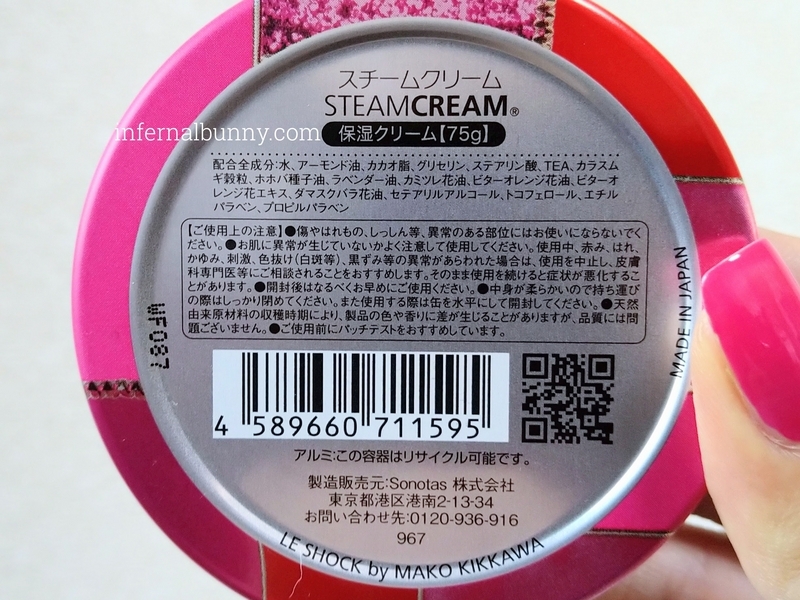 スチームクリーム
STEAMCREAM®
infernalbunny.com
保湿クリーム【75g】
配合全成分:水、アーモンド油、カカオ脂、グリセリン、ステアリン酸、TEA、カラスム
ギ穀粒、ホホバ種子油、ラベンダー油、カミツレ花油、ビターオレンジ花油、ビターオ
レンジ花エキス、ダマスクバラ花油、セテアリルアルコール、トコフェロール、エチル
パラベン、プロピルパラベン
【ご使用上の注意】●傷やはれもの、しっしん等、異常のある部位にはお使いにならないでく
ださい。●お肌に異常が生じていないかよく注意して使用してください。使用中、赤み、はれ、
かゆみ、刺激、色抜け(白斑等)、黒ずみ等の異常があらわれた場合は、使用を中止し、皮膚
科専門医等にご相談されることをおすすめします。そのまま使用を続けると症状が悪化するこ
とがあります。●開封後はなるべくお早めにご使用ください。●中身が柔らかいので持ち運び
の際はしっかり閉めてください。また使用する際は缶を水平にして開封してください。●天然
由来原材料の収穫時期により、製品の色や香りに差が生じることがありますが、品質には問
題ございません。●ご使用前にパッチテストをおすすめしています。
WF087
MADE IN JAPAN
4 589660 711595
アルミ:この容器はリサイクル可能です。
製造販売元:Sonotas 株式会社
東京都港区港南2-13-34
お問い合わせ先:0120-936-916
967
LE SHOCK by MAKO KIKKAWA